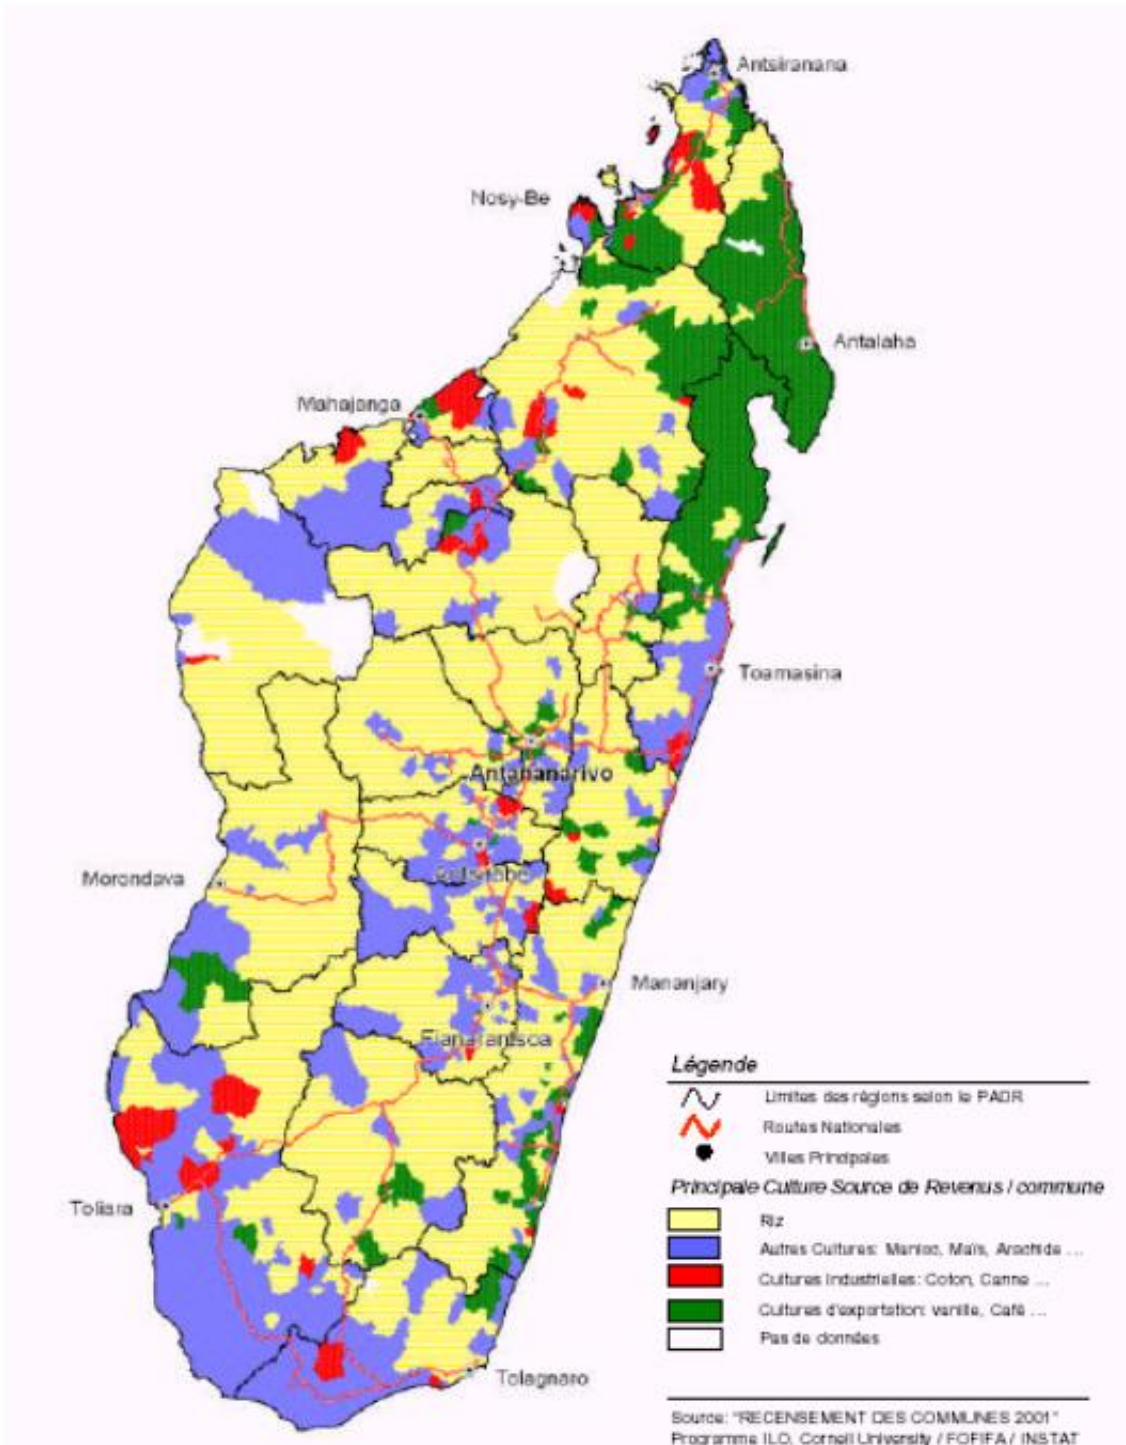 Antsiranana
Nosy-Be
Antalaha
Mahajanga
Toamasina
Antananarivo
Antsirabe
Morondava
Mananjary
Fianarantsoa
Toliara
Tolagnaro
Légende
Limites des régions selon le PADR
Routes Nationales
Villes Principales
Principale Culture Source de Revenus / commune
Riz
Autres Cultures: Manioc, Maïs, Arachide ...
Cultures Industrielles: Coton, Canne ...
Cultures d'exportation: vanille, Café ...
Pas de données
Source: "RECENSEMENT DES COMMUNES 2001"
Programme ILO, Cornell University / FOFIFA / INSTAT